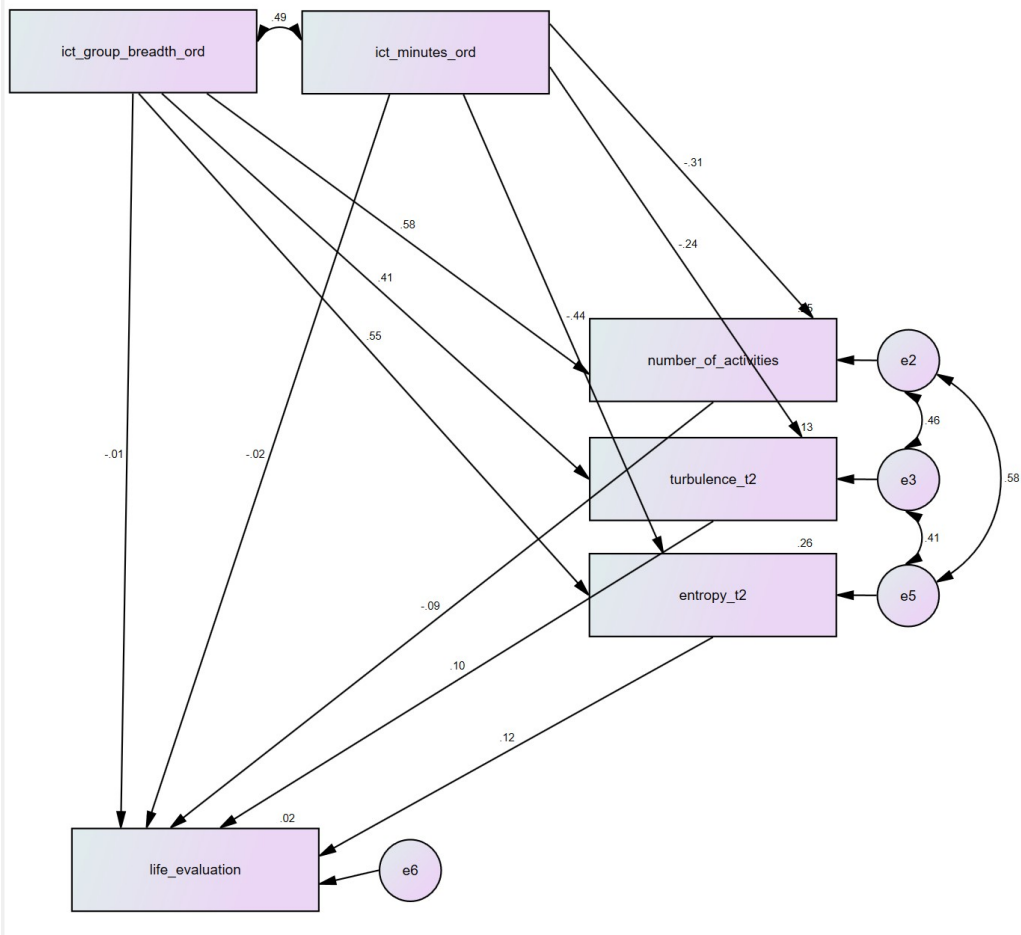 .49
ict_group_breadth_ord
ict_minutes_ord
-.31
.58
-.24
.41
-.44
.55
number_of_activities
e2
.46
-.01
-.02
.13
turbulence_t2
e3
.58
.41
.26
entropy_t2
e5
-.09
.10
.12
.02
life_evaluation
e6